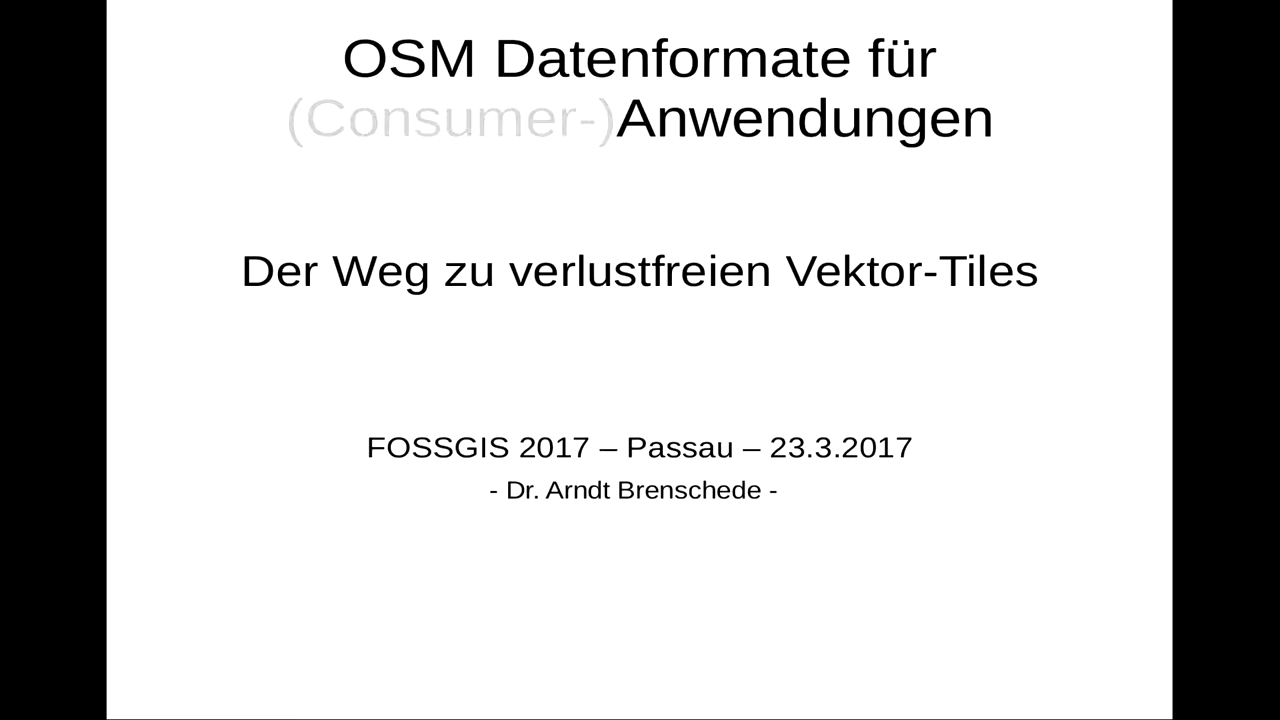 OSM Datenformate für
(Consumer-)Anwendungen
Der Weg zu verlustfreien Vektor-Tiles
FOSSGIS 2017 – Passau – 23.3.2017
- Dr. Arndt Brenschede -